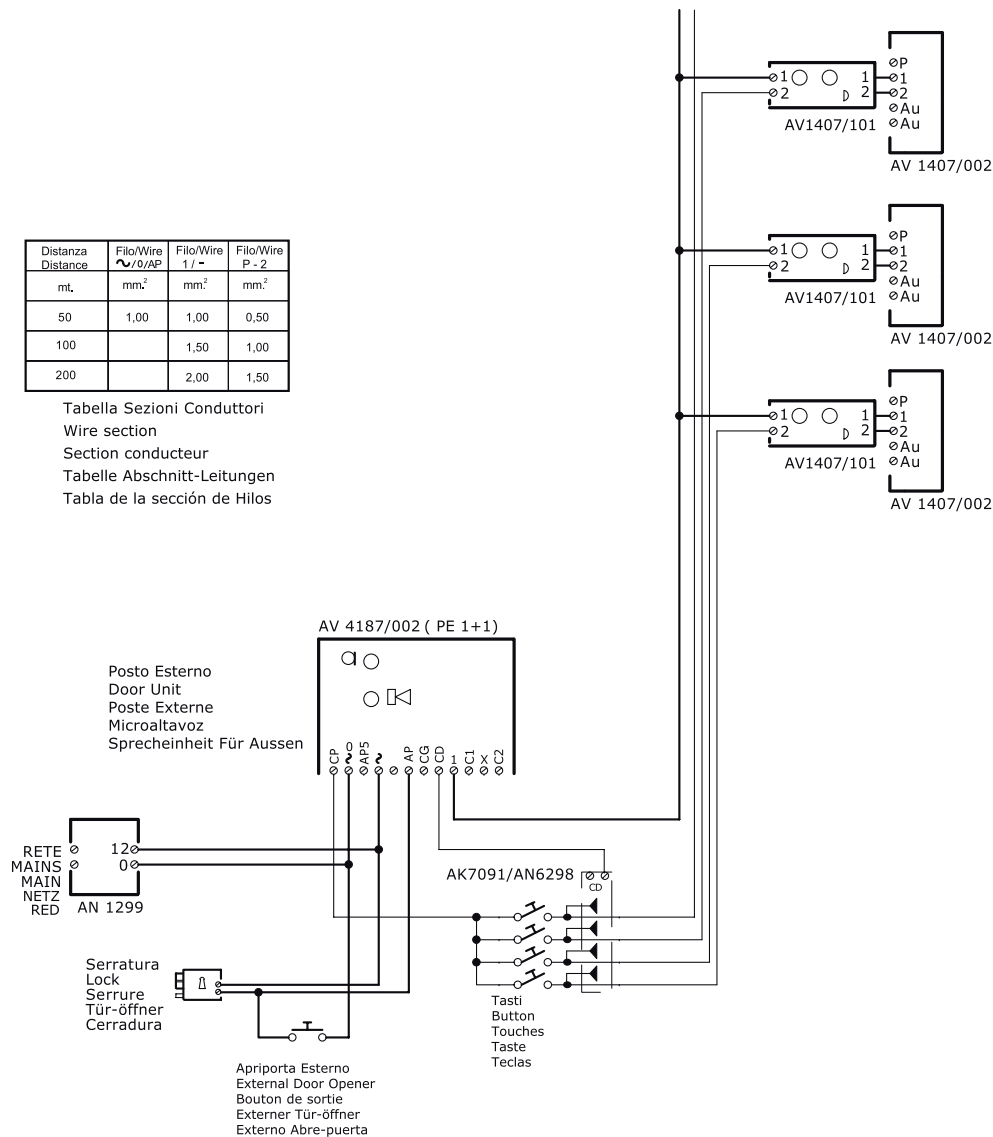 P
1 1 1
2 2 2
D
Au
Au
AV1407/101
AV 1407/002
P
1 1 1
2 2 2
D
Au
Au
AV1407/101
AV 1407/002
P
1 1 1
2 2 2
D
Au
Au
AV1407/101
AV 1407/002
Distanza Filo/Wire Filo/Wire Filo/Wire
Distance ~/0/AP 1 / - P - 2
mt. mm.² mm.² mm.²
50 1,00 1,00 0,50
100 1,50 1,00
200 2,00 1,50
Tabella Sezioni Conduttori
Wire section
Section conducteur
Tabelle Abschnitt-Leitungen
Tabla de la sección de Hilos
AV 4187/002 ( PE 1+1)
Posto Esterno
Door Unit
Poste Externe
Microaltavoz
Sprecheinheit Für Aussen
CP ~0 AP5 ~ AP CG CD 1 C1 X C2
RETE
MAINS
MAIN
NETZ
RED
12
0
AN 1299
AK7091/AN6298
CD
Serratura
Lock
Serrure
Tür-öffner
Cerradura
Tasti
Button
Touches
Taste
Teclas
Apriporta Esterno
External Door Opener
Bouton de sortie
Externer Tür-öffner
Externo Abre-puerta